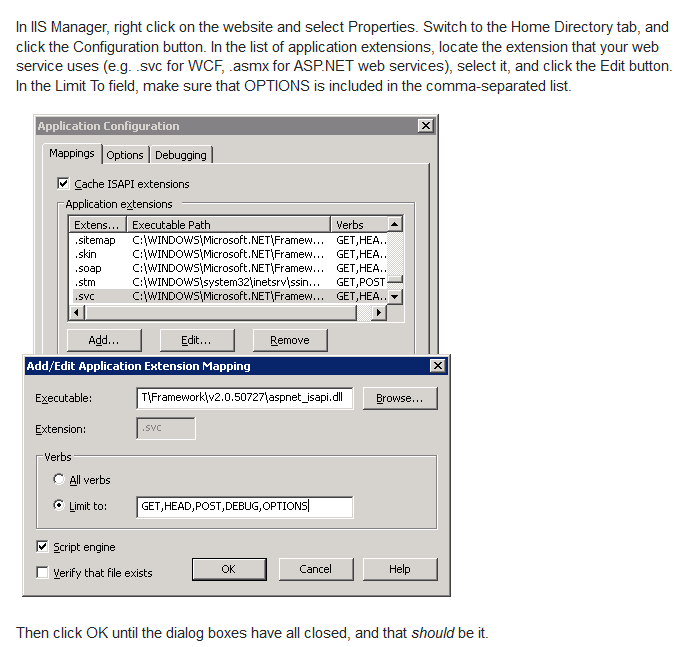 In IIS Manager, right click on the website and select Properties. Switch to the Home Directory tab, and
click the Configuration button. In the list of application extensions, locate the extension that your web
service uses (e.g. .svc for WCF, .asmx for ASP.NET web services), select it, and click the Edit button.
In the Limit To field, make sure that OPTIONS is included in the comma-separated list.
Application Configuration
Mappings Options Debugging
Cache ISAPI extensions
Application extensions
Extens... Executable Path Verbs
.sitemap C:\WINDOWS\Microsoft.NET\Framew... GET,HEA..
.skin C:\WINDOWS\Microsoft.NET\Framew... GET,HEA..
.soap C:\WINDOWS\Microsoft.NET\Framew... GET,HEA..
.stm C:\WINDOWS\system32\inetsrv\ssin... GET,POST
.svc C:\WINDOWS\Microsoft.NET\Framew... GET,HEA..
Add... Edit... Remove
Add/Edit Application Extension Mapping
Executable: T\Framework\v2.0.50727\aspnet_isapi.dll Browse...
Extension: .svc
Verbs
All verbs
Limit to: GET,HEAD,POST,DEBUG,OPTIONS
Script engine
Verify that file exists OK Cancel Help
Then click OK until the dialog boxes have all closed, and that should be it.